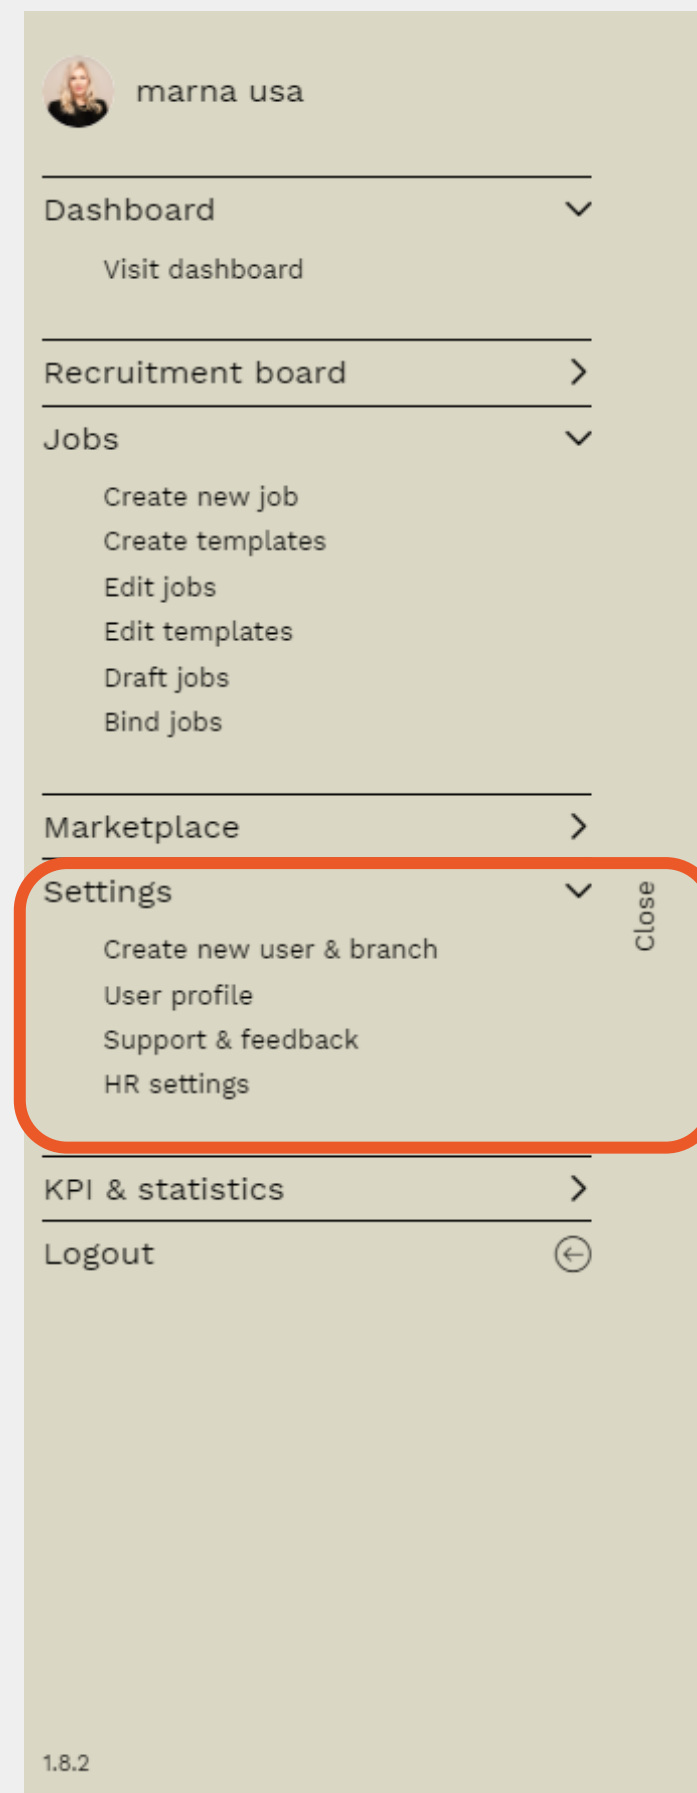 marna usa
Dashboard
Visit dashboard
Recruitment board
Jobs
Create new job
Create templates
Edit jobs
Edit templates
Draft jobs
Bind jobs
Marketplace
Settings
Close
Create new user & branch
User profile
Support & feedback
HR settings
KPI & statistics
Logout
1.8.2